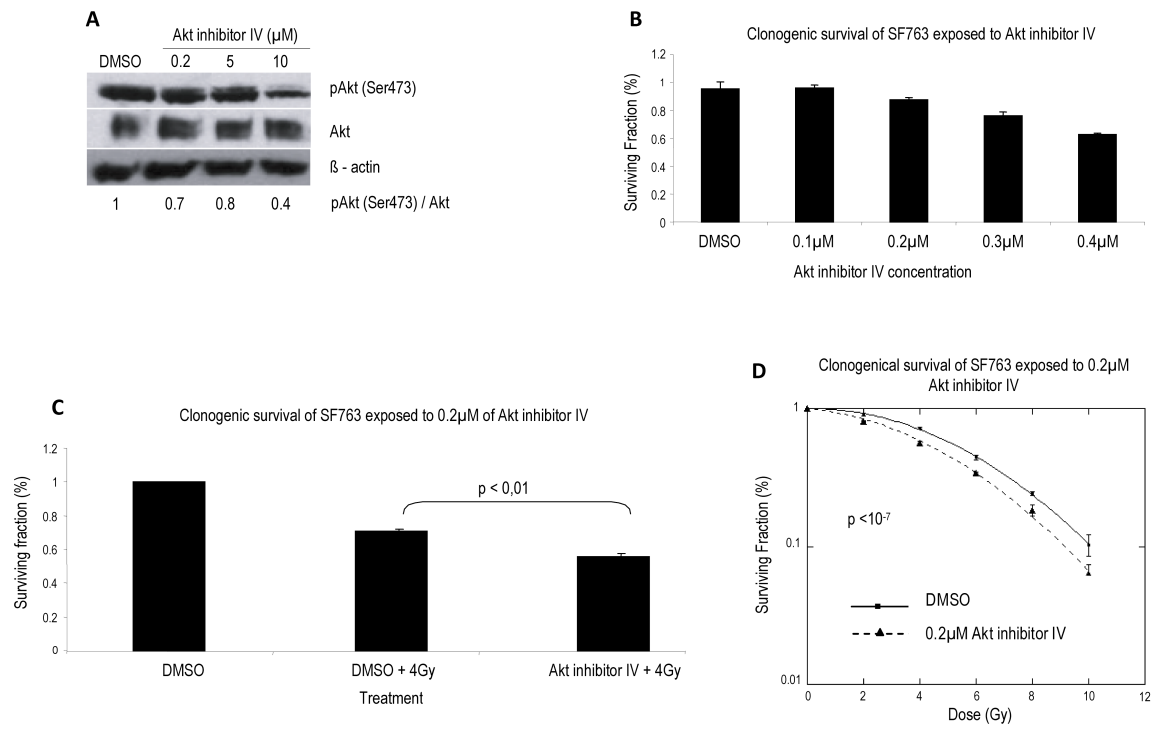 A
Akt inhibitor IV (µM)
DMSO 0.2 5 10
pAkt (Ser473)
Akt
ß - actin
1 0.7 0.8 0.4 pAkt (Ser473) / Akt
B
Clonogenic survival of SF763 exposed to Akt inhibitor IV
Surviving Fraction (%)
1.2
1
0.8
0.6
0.4
0.2
0
DMSO 0.1µM 0.2µM 0.3µM 0.4µM
Akt inhibitor IV concentration
C
Clonogenic survival of SF763 exposed to 0.2µM of Akt inhibitor IV
Surviving fraction (%)
1.2
1
0.8
0.6
0.4
0.2
0
p < 0,01
DMSO DMSO + 4Gy Akt inhibitor IV + 4Gy
Treatment
D
Clonogenical survival of SF763 exposed to 0.2µM
Akt inhibitor IV
Surviving Fraction (%)
1
0.1
0.01
p <10-7
DMSO
0.2µM Akt inhibitor IV
0 2 4 6 8 10 12
Dose (Gy)